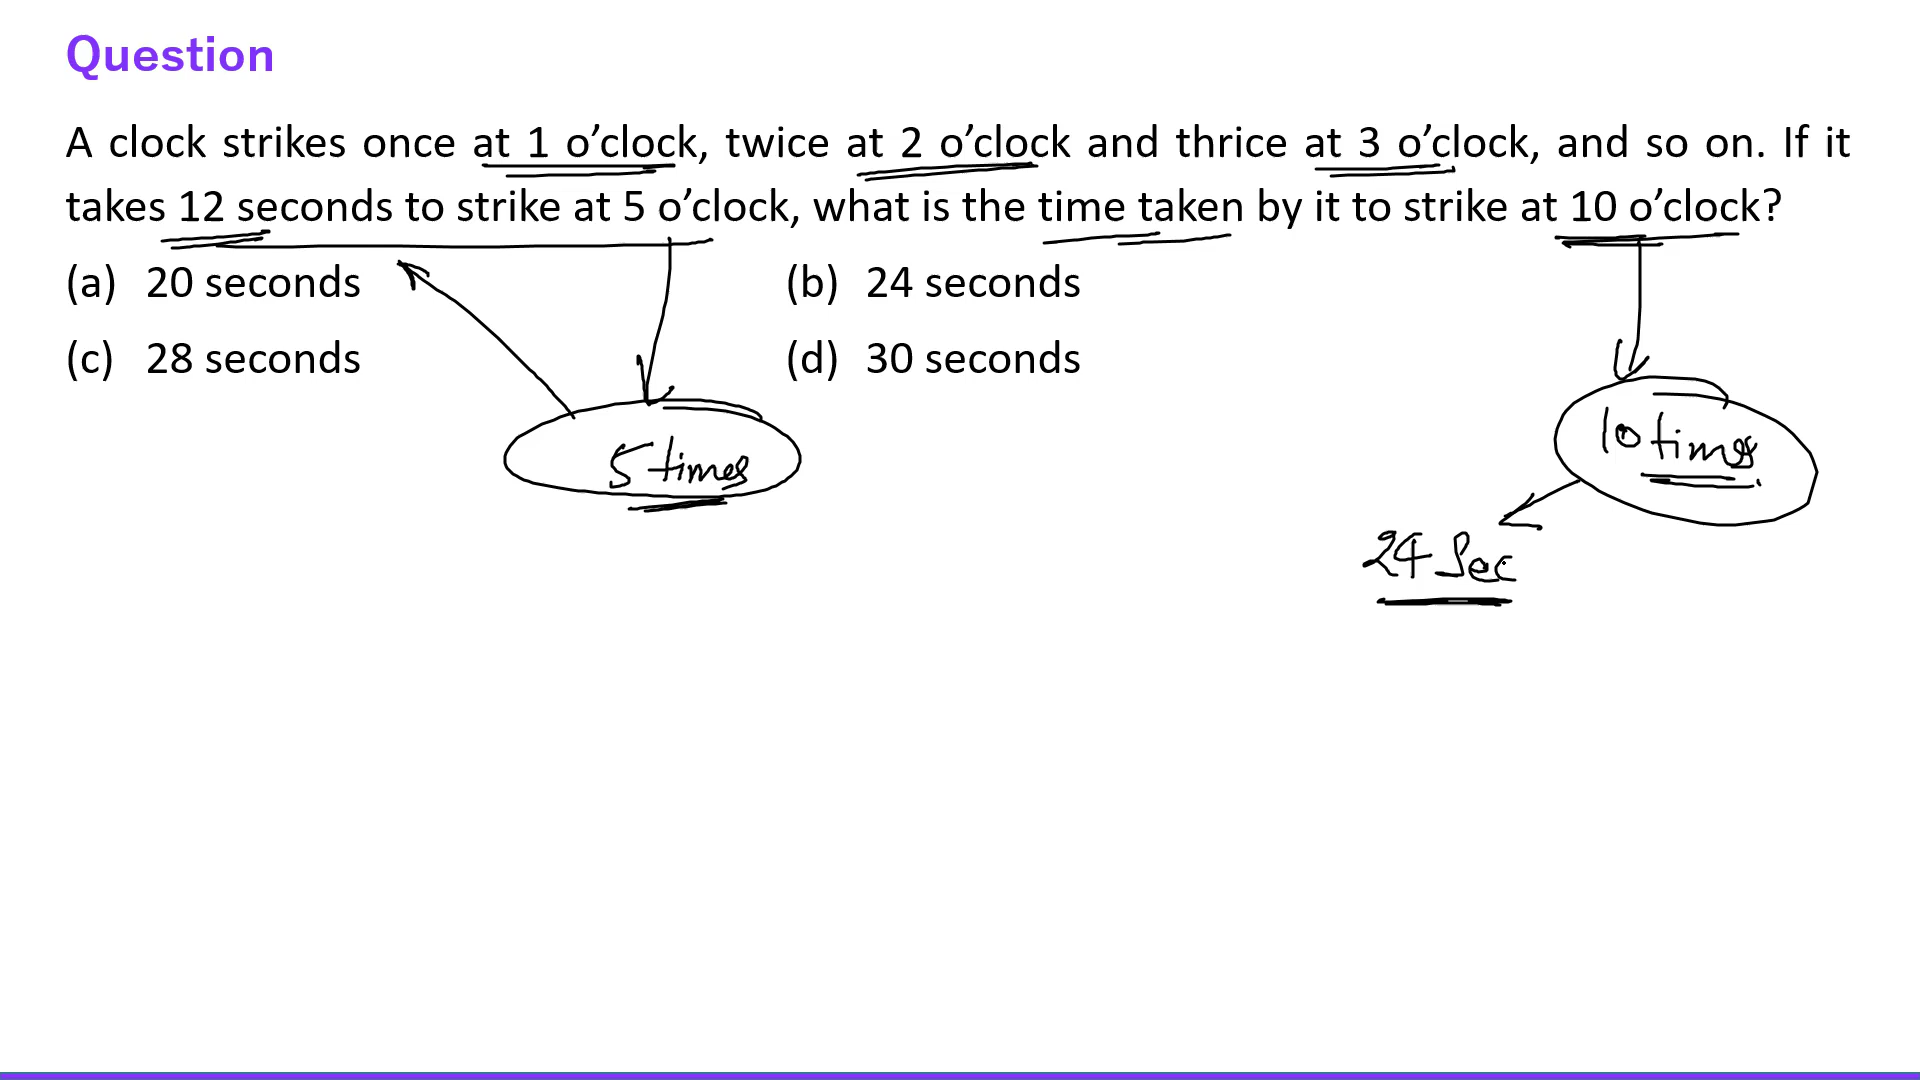 Question
A clock strikes once at 1 o’clock, twice at 2 o’clock and thrice at 3 o’clock, and so on. If it
takes 12 seconds to strike at 5 o’clock, what is the time taken by it to strike at 10 o’clock?
(a) 20 seconds (b) 24 seconds
(c) 28 seconds (d) 30 seconds
5 times
10 times
24 Sec